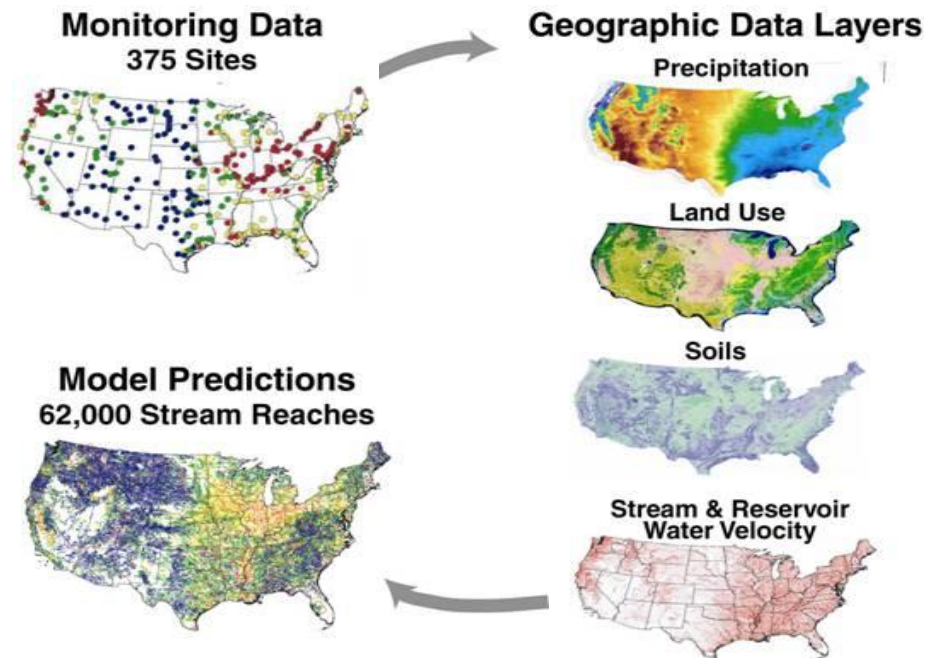 Monitoring Data
375 Sites
Geographic Data Layers
Precipitation
Land Use
Soils
Stream & Reservoir
Water Velocity
Model Predictions
62,000 Stream Reaches